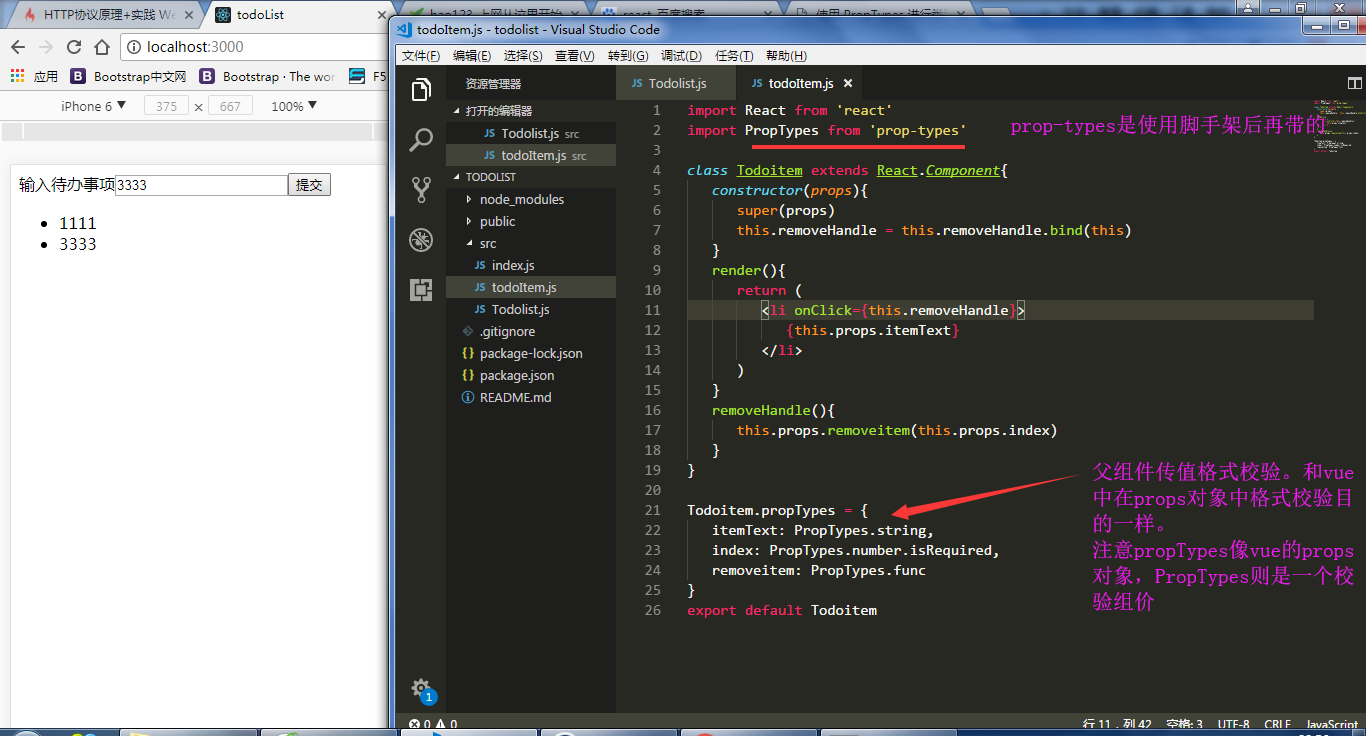 HTTP协议原理+实践 We
todoList
hao123_上网从这里开始
react_百度搜索
使用 PropTypes 进行类
todoItem.js - todolist - Visual Studio Code
localhost:3000
文件(F) 编辑(E) 选择(S) 查看(V) 转到(G) 调试(D) 任务(T) 帮助(H)
应用 Bootstrap中文网 Bootstrap · The wor F5
iPhone 6 ▼ 375 × 667 100% ▼
输入待办事项 3333 提交
• 1111
• 3333
资源管理器
打开的编辑器
JS Todolist.js src
JS todoItem.js src
TODOLIST
node_modules
public
src
JS index.js
JS todoItem.js
JS Todolist.js
.gitignore
{} package-lock.json
{} package.json
README.md
1
JS Todolist.js
JS todoItem.js ×
1 import React from 'react'
2 import PropTypes from 'prop-types'
prop-types是使用脚手架后再带的
3
4 class Todoitem extends React.Component{
5 constructor(props){
6 super(props)
7 this.removeHandle = this.removeHandle.bind(this)
8 }
9 render(){
10 return (
11 <li onClick={this.removeHandle}>
12 {this.props.itemText}
13 </li>
14 )
15 }
16 removeHandle(){
17 this.props.removeitem(this.props.index)
18 }
19 }
20
21 Todoitem.propTypes = {
22 itemText: PropTypes.string,
23 index: PropTypes.number.isRequired,
24 removeitem: PropTypes.func
25 }
26 export default Todoitem
父组件传值格式校验。和vue
中在props对象中格式校验目
的一样。
注意propTypes像vue的props
对象，PropTypes则是一个校
验组价
0 0
行 11，列 42 空格: 3 UTF-8 CRLF JavaScript